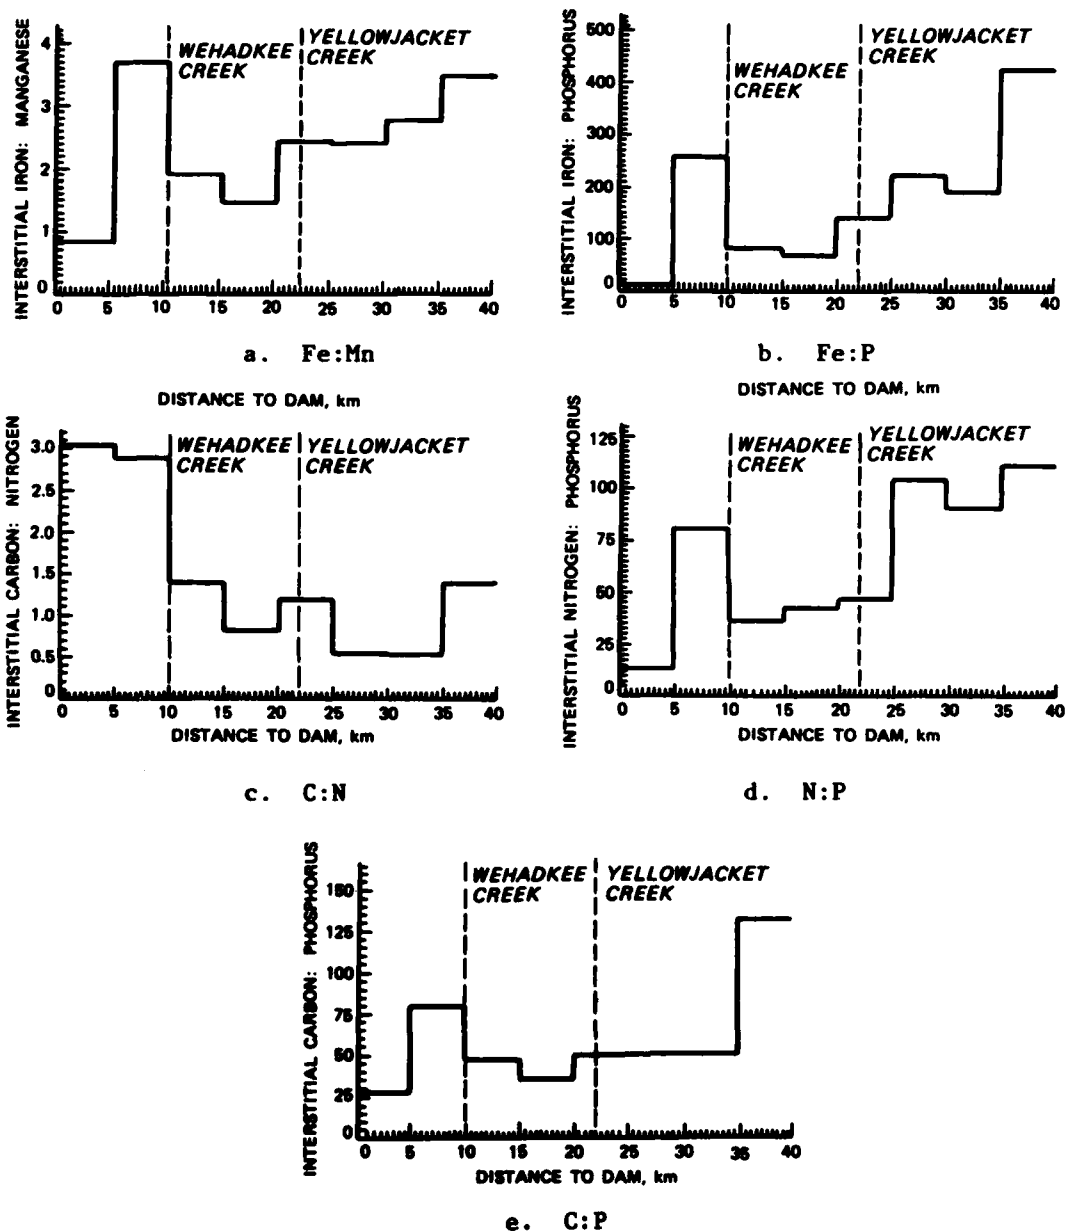 INTERSTITIAL IRON: MANGANESE
4
3
2
1
0
WEHADKEE
CREEK
YELLOWJACKET
CREEK
0 5 10 15 20 25 30 35 40
a. Fe:Mn
DISTANCE TO DAM, km
INTERSTITIAL IRON: PHOSPHORUS
500
400
300
200
100
0
WEHADKEE
CREEK
YELLOWJACKET
CREEK
0 5 10 15 20 25 30 35 40
b. Fe:P
DISTANCE TO DAM, km
INTERSTITIAL CARBON: NITROGEN
3.0
2.5
2.0
1.5
1.0
0.5
0
WEHADKEE
CREEK
YELLOWJACKET
CREEK
0 5 10 15 20 25 30 35 40
DISTANCE TO DAM, km
c. C:N
INTERSTITIAL NITROGEN: PHOSPHORUS
125
100
75
50
25
0
WEHADKEE
CREEK
YELLOWJACKET
CREEK
0 5 10 15 20 25 30 35 40
DISTANCE TO DAM, km
d. N:P
INTERSTITIAL CARBON: PHOSPHORUS
150
125
100
75
50
25
0
WEHADKEE
CREEK
YELLOWJACKET
CREEK
0 5 10 15 20 25 30 35 40
DISTANCE TO DAM, km
e. C:P